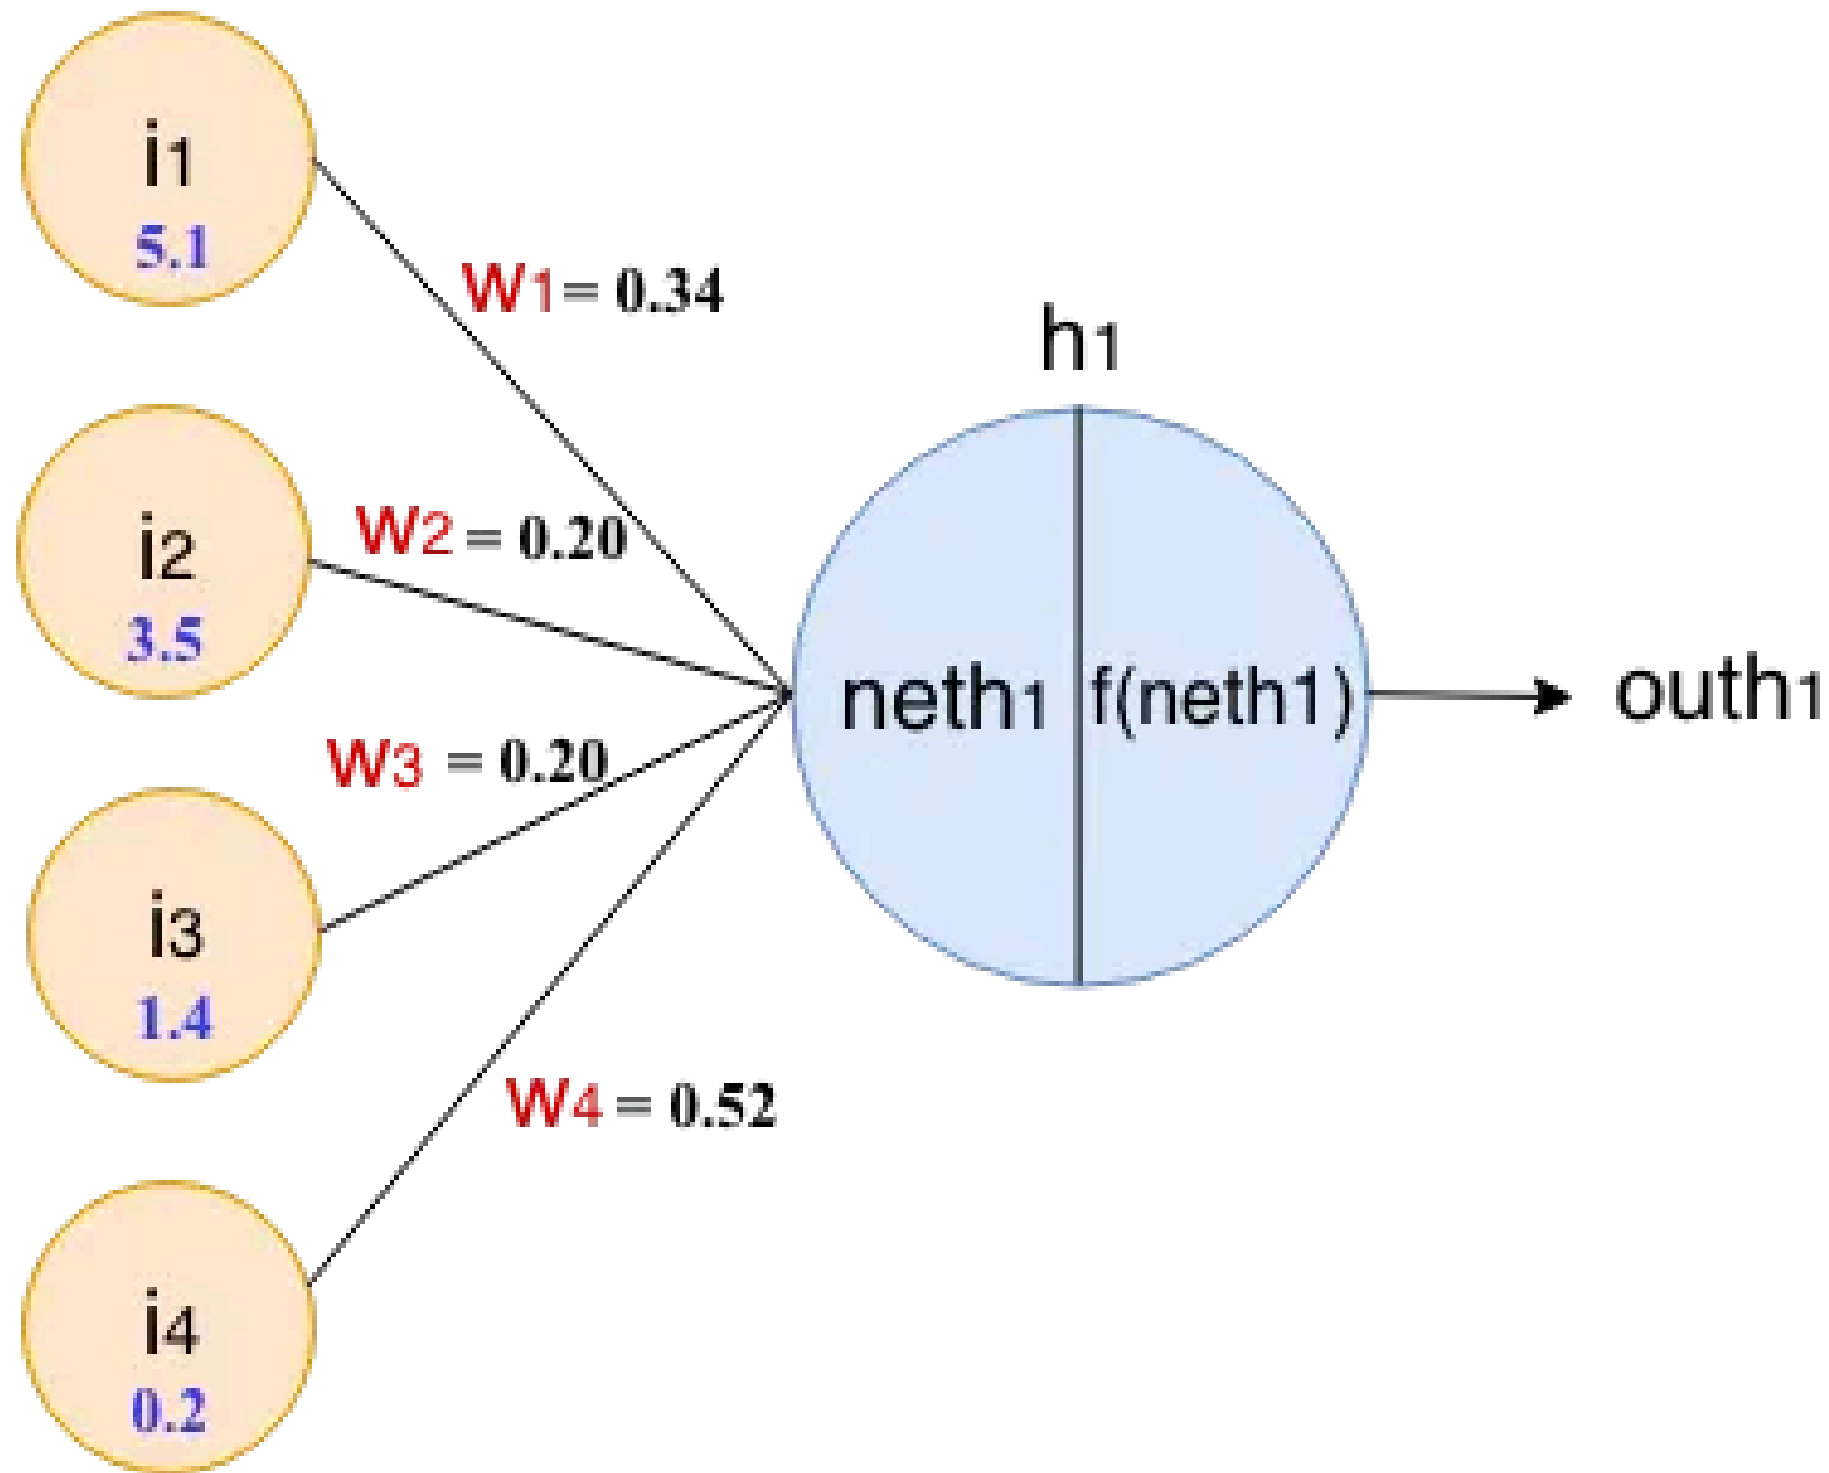 i1
5.1
W1= 0.34
h1
i2
3.5
W2 = 0.20
neth1
f(neth1)
outh1
W3 = 0.20
i3
1.4
W4 = 0.52
i4
0.2